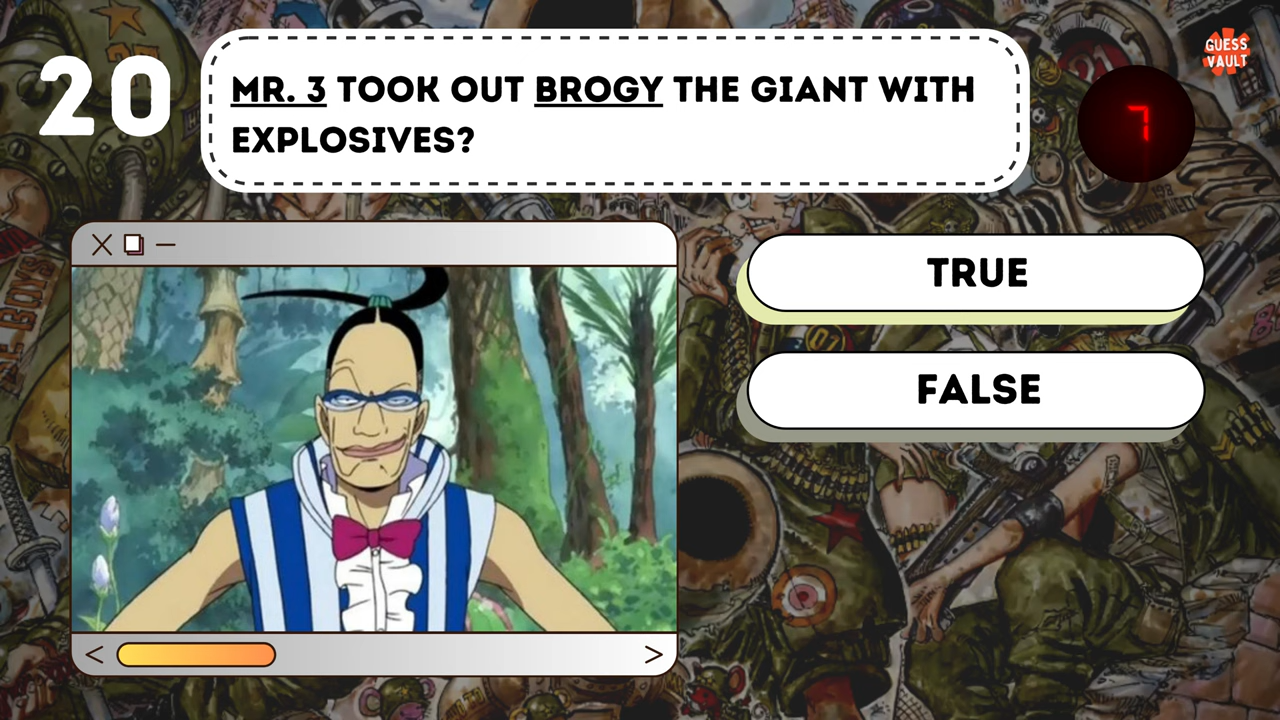 20
MR. 3 TOOK OUT BROGY THE GIANT WITH
EXPLOSIVES?
7
GUESS
VAULT
TRUE
FALSE